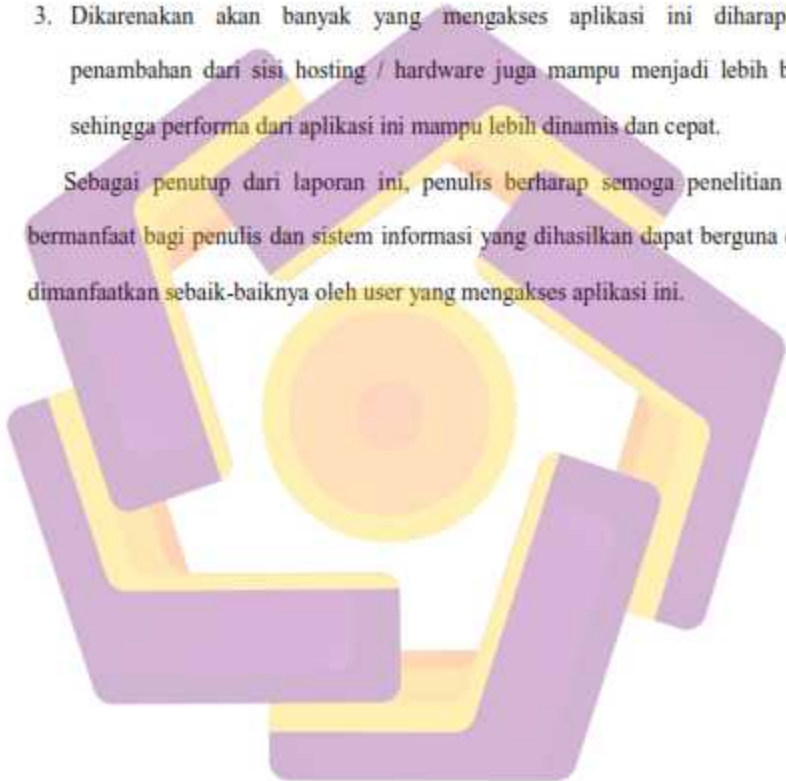 3. Dikarenakan akan banyak yang mengakses aplikasi ini diharap
penambahan dari sisi hosting / hardware juga mampu menjadi lebih b
sehingga performa dari aplikasi ini mampu lebih dinamis dan cepat.
Sebagai penutup dari laporan ini, penulis berharap semoga penelitian
bermanfaat bagi penulis dan sistem informasi yang dihasilkan dapat berguna
dimanfaatkan sebaik-baiknya oleh user yang mengakses aplikasi ini.